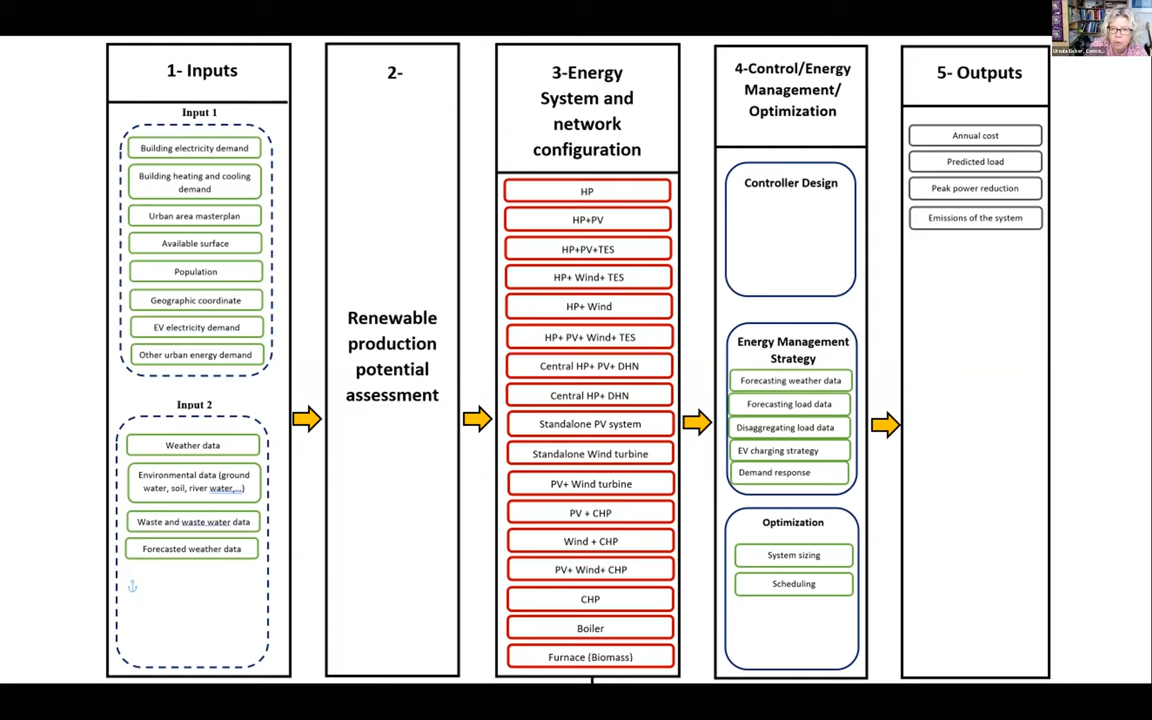 1- Inputs
Input 1
Building electricity demand
Building heating and cooling
demand
Urban area masterplan
Available surface
Population
Geographic coordinate
EV electricity demand
Other urban energy demand
Input 2
Weather data
Environmental data (ground
water, soil, river water,...)
Waste and waste water data
Forecasted weather data
2-
Renewable
production
potential
assessment
3-Energy
System and
network
configuration
HP
HP+PV
HP+PV+TES
HP+ Wind+ TES
HP+ Wind
HP+ PV+ Wind+ TES
Central HP+ PV+ DHN
Central HP+ DHN
Standalone PV system
Standalone Wind turbine
PV+ Wind turbine
PV + CHP
Wind + CHP
PV+ Wind+ CHP
CHP
Boiler
Furnace (Biomass)
4-Control/Energy
Management/
Optimization
Controller Design
Energy Management
Strategy
Forecasting weather data
Forecasting load data
Disaggregating load data
EV charging strategy
Demand response
Optimization
System sizing
Scheduling
5- Outputs
Annual cost
Predicted load
Peak power reduction
Emissions of the system